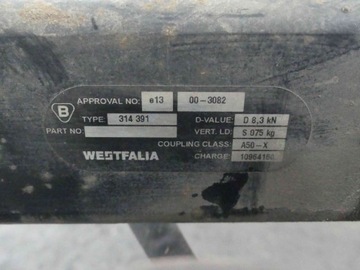 B
APPROVAL NO: e13 00-3082
TYPE: 314 391 D-VALUE: D 8,3 kN
PART NO: VERT. LD: S 075 kg
COUPLING CLASS: A50-X
WESTFALIA CHARGE: